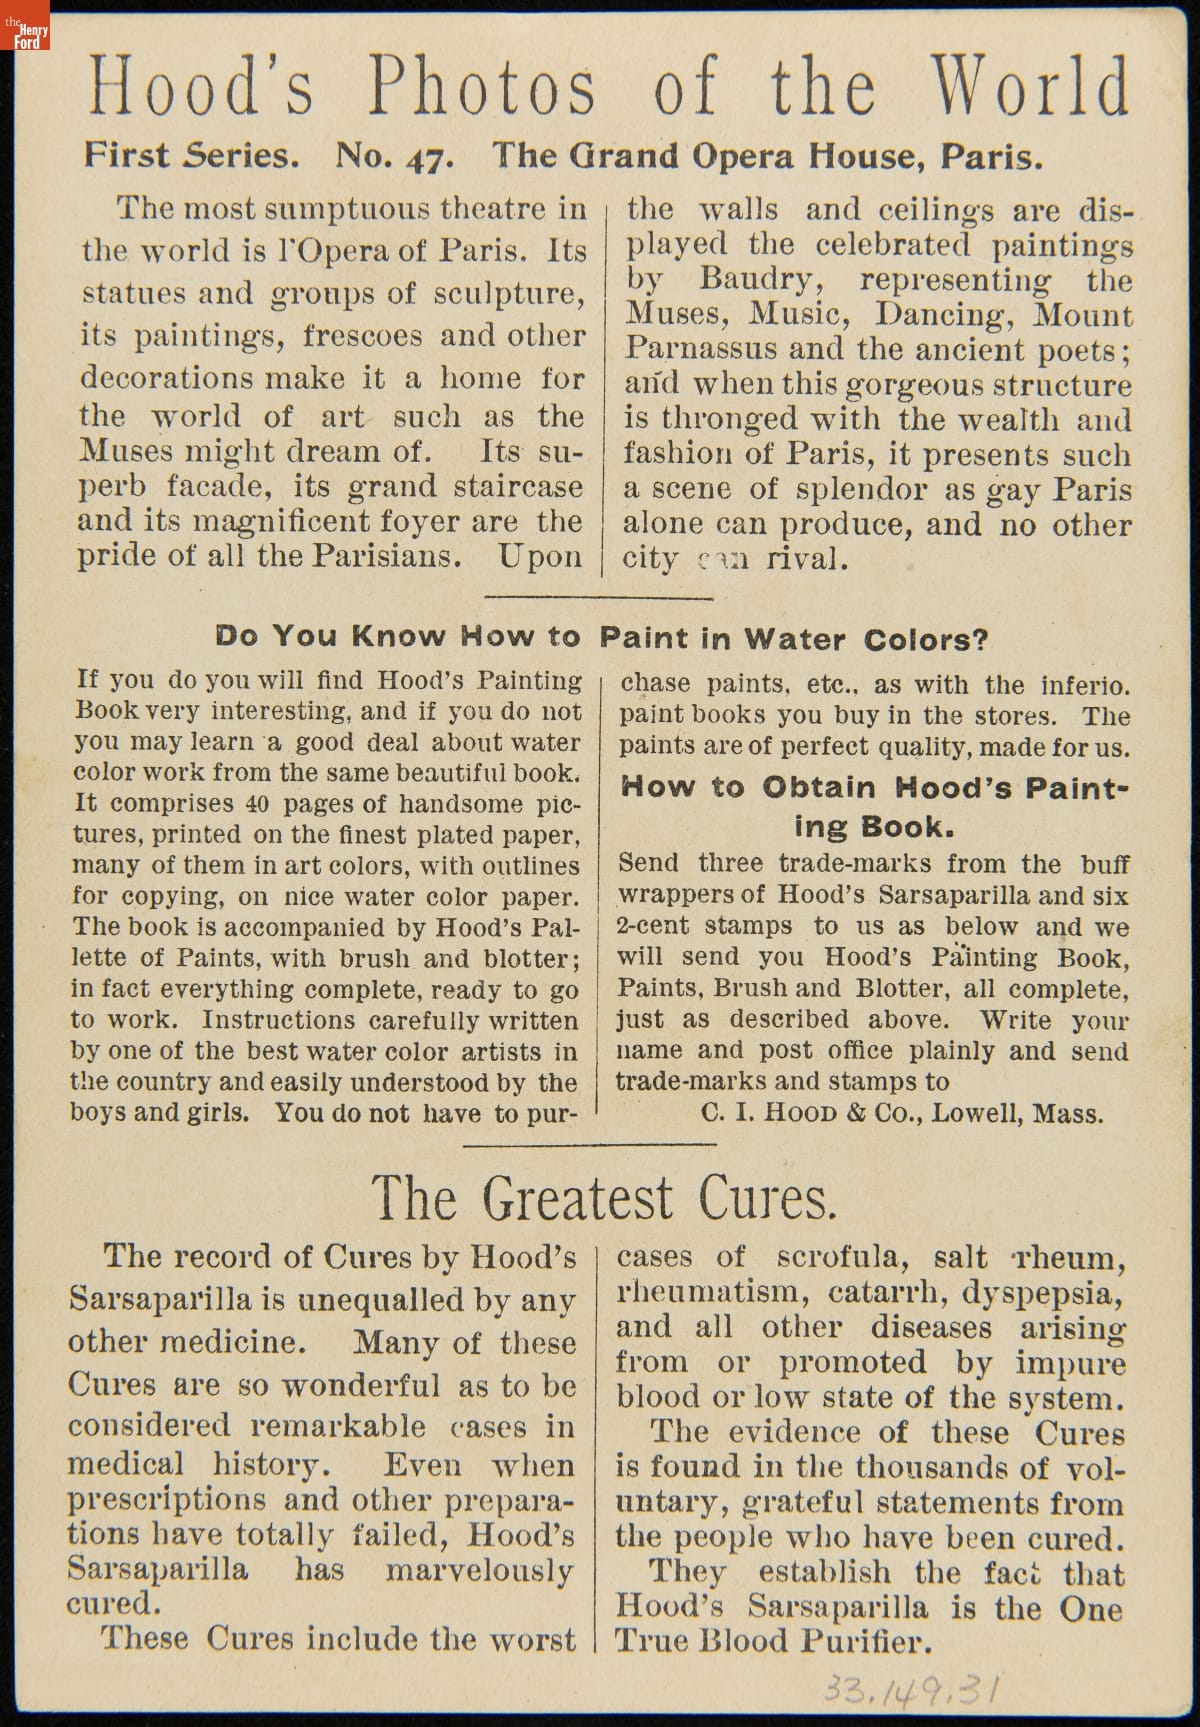 the
Henry
Ford
Hood's Photos of the World
First Series. No. 47. The Grand Opera House, Paris.
The most sumptuous theatre in
the world is l'Opera of Paris. Its
statues and groups of sculpture,
its paintings, frescoes and other
decorations make it a home for
the world of art such as the
Muses might dream of. Its su-
perb facade, its grand staircase
and its magnificent foyer are the
pride of all the Parisians. Upon
the walls and ceilings are dis-
played the celebrated paintings
by Baudry, representing the
Muses, Music, Dancing, Mount
Parnassus and the ancient poets;
and when this gorgeous structure
is thronged with the wealth and
fashion of Paris, it presents such
a scene of splendor as gay Paris
alone can produce, and no other
city can rival.
Do You Know How to Paint in Water Colors?
If you do you will find Hood's Painting
Book very interesting, and if you do not
you may learn a good deal about water
color work from the same beautiful book.
It comprises 40 pages of handsome pic-
tures, printed on the finest plated paper,
many of them in art colors, with outlines
for copying, on nice water color paper.
The book is accompanied by Hood's Pal-
lette of Paints, with brush and blotter;
in fact everything complete, ready to go
to work. Instructions carefully written
by one of the best water color artists in
the country and easily understood by the
boys and girls. You do not have to pur-
chase paints, etc., as with the inferio.
paint books you buy in the stores. The
paints are of perfect quality, made for us.
How to Obtain Hood's Paint-
ing Book.
Send three trade-marks from the buff
wrappers of Hood's Sarsaparilla and six
2-cent stamps to us as below and we
will send you Hood's Painting Book,
Paints, Brush and Blotter, all complete,
just as described above. Write your
name and post office plainly and send
trade-marks and stamps to
C. I. HOOD & Co., Lowell, Mass.
The Greatest Cures.
The record of Cures by Hood's
Sarsaparilla is unequalled by any
other medicine. Many of these
Cures are so wonderful as to be
considered remarkable cases in
medical history. Even when
prescriptions and other prepara-
tions have totally failed, Hood's
Sarsaparilla has marvelously
cured.
These Cures include the worst
cases of scrofula, salt rheum,
rheumatism, catarrh, dyspepsia,
and all other diseases arising
from or promoted by impure
blood or low state of the system.
The evidence of these Cures
is found in the thousands of vol-
untary, grateful statements from
the people who have been cured.
They establish the fact that
Hood's Sarsaparilla is the One
True Blood Purifier.
33.149.31